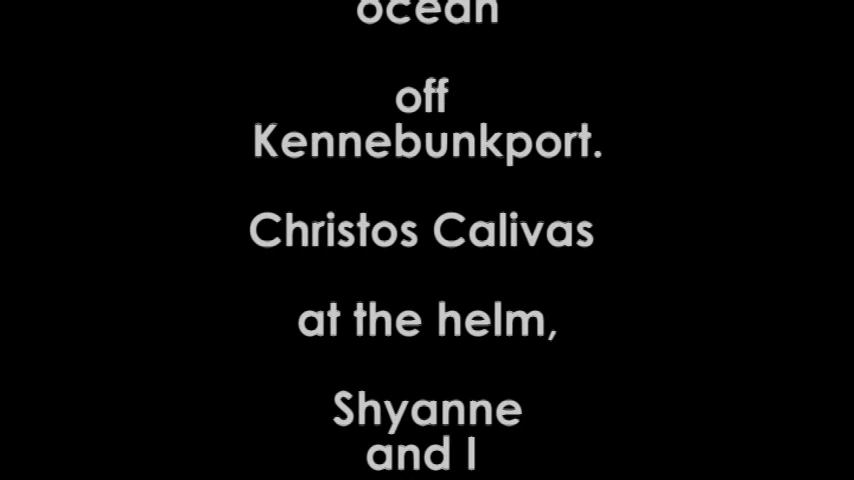 ocean
off
Kennebunkport.
Christos Calivas
at the helm,
Shyanne
and I